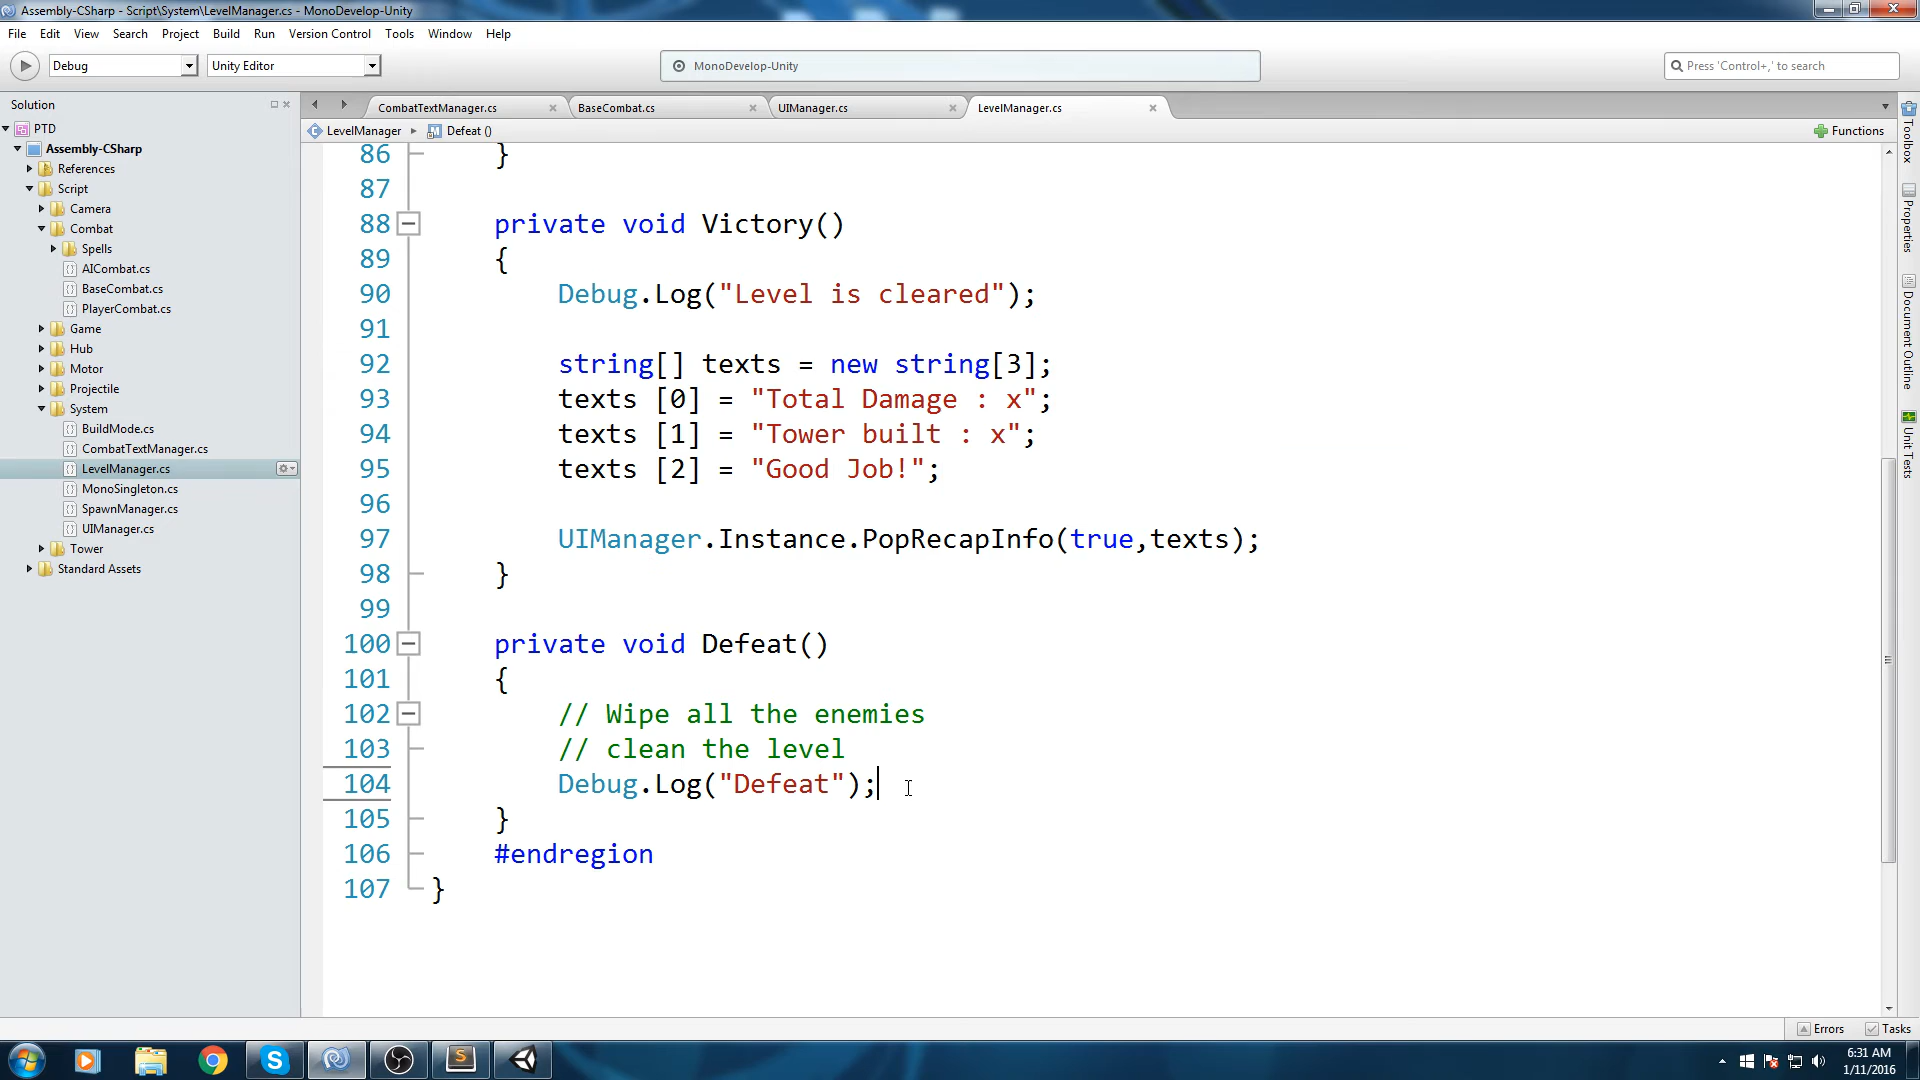 Assembly-CSharp - Script\System\LevelManager.cs - MonoDevelop-Unity
File Edit View Search Project Build Run Version Control Tools Window Help
Debug Unity Editor MonoDevelop-Unity Press 'Control+,' to search
Solution
PTD
Assembly-CSharp
References
Script
Camera
Combat
Spells
AICombat.cs
BaseCombat.cs
PlayerCombat.cs
Game
Hub
Motor
Projectile
System
BuildMode.cs
CombatTextManager.cs
LevelManager.cs
MonoSingleton.cs
SpawnManager.cs
UIManager.cs
Tower
Standard Assets
CombatTextManager.cs BaseCombat.cs UIManager.cs LevelManager.cs
LevelManager Defeat () Functions
86 }
87
88 private void Victory()
89 {
90 Debug.Log("Level is cleared");
91
92 string[] texts = new string[3];
93 texts [0] = "Total Damage : x";
94 texts [1] = "Tower built : x";
95 texts [2] = "Good Job!";
96
97 UIManager.Instance.PopRecapInfo(true,texts);
98 }
99
100 private void Defeat()
101 {
102 // Wipe all the enemies
103 // clean the level
104 Debug.Log("Defeat");
105 }
106 #endregion
107 }
Toolbox
Properties
Document Outline
Unit Tests
Errors Tasks
6:31 AM
1/11/2016